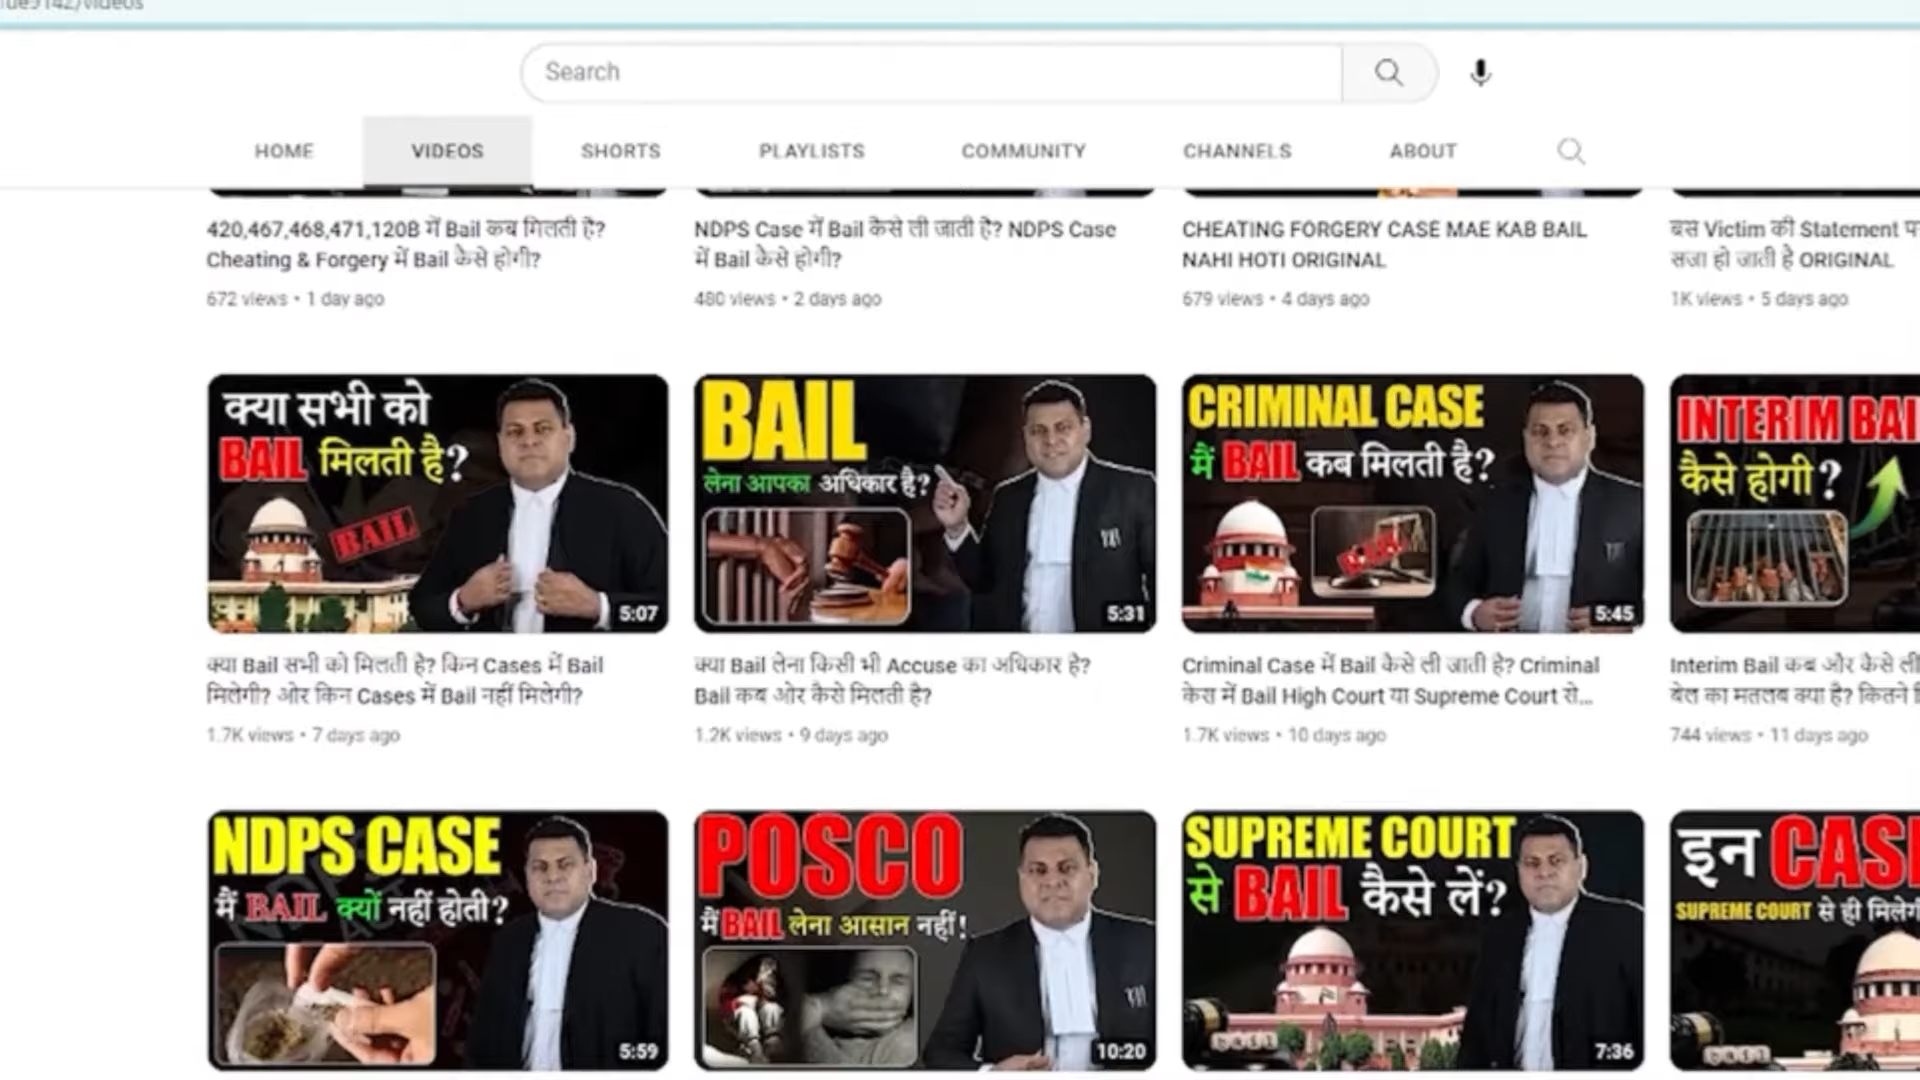 Search
HOME VIDEOS SHORTS PLAYLISTS COMMUNITY CHANNELS ABOUT
420,467,468,471,120B में Bail कब मिलती है?
Cheating & Forgery में Bail कैसे होगी?
672 views • 1 day ago
NDPS Case में Bail कैसे ली जाती है? NDPS Case
में Bail कैसे होगी?
480 views • 2 days ago
CHEATING FORGERY CASE MAE KAB BAIL
NAHI HOTI ORIGINAL
679 views • 4 days ago
बस Victim की Statement
सजा हो जाती है ORIGINAL
1K views • 5 days ago
क्या सभी को
BAIL मिलती है?
BAIL
5:07
क्या Bail सभी को मिलती है? किन Cases में Bail
मिलेगी? ओर किन Cases में Bail नहीं मिलेगी?
1.7K views • 7 days ago
BAIL
लेना आपका अधिकार है?
5:31
क्या Bail लेना किसी भी Accuse का अधिकार है?
Bail कब ओर कैसे मिलती है?
1.2K views • 9 days ago
CRIMINAL CASE
मैं BAIL कब मिलती है?
5:45
Criminal Case में Bail कैसे ली जाती है? Criminal
केस में Bail High Court या Supreme Court से...
1.7K views • 10 days ago
INTERIM BAI
कैसे होगी ?
Interim Bail कब और कैसे ली
बेल का मतलब क्या है? कितने
744 views • 11 days ago
NDPS CASE
मैं BAIL क्यों नहीं होती?
5:59
POSCO
मैं BAIL लेना आसान नहीं!
10:20
SUPREME COURT
से BAIL कैसे लें?
7:36
इन CAS
SUPREME COURT से ही मिलेगी